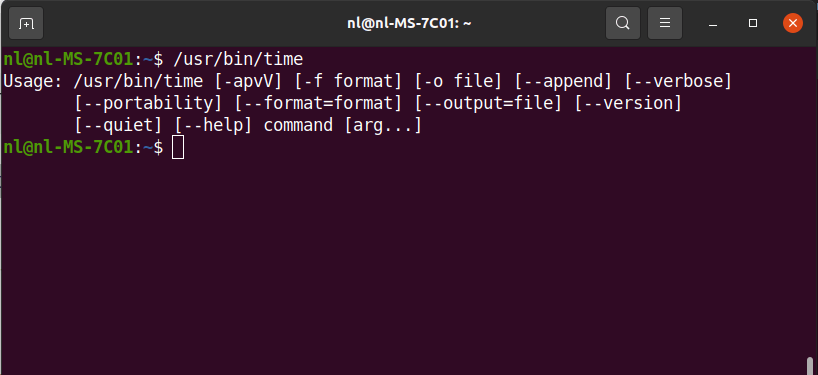 nl@nl-MS-7C01: ~
nl@nl-MS-7C01:~$ /usr/bin/time
Usage: /usr/bin/time [-apvV] [-f format] [-o file] [--append] [--verbose]
       [--portability] [--format=format] [--output=file] [--version]
       [--quiet] [--help] command [arg...]
nl@nl-MS-7C01:~$